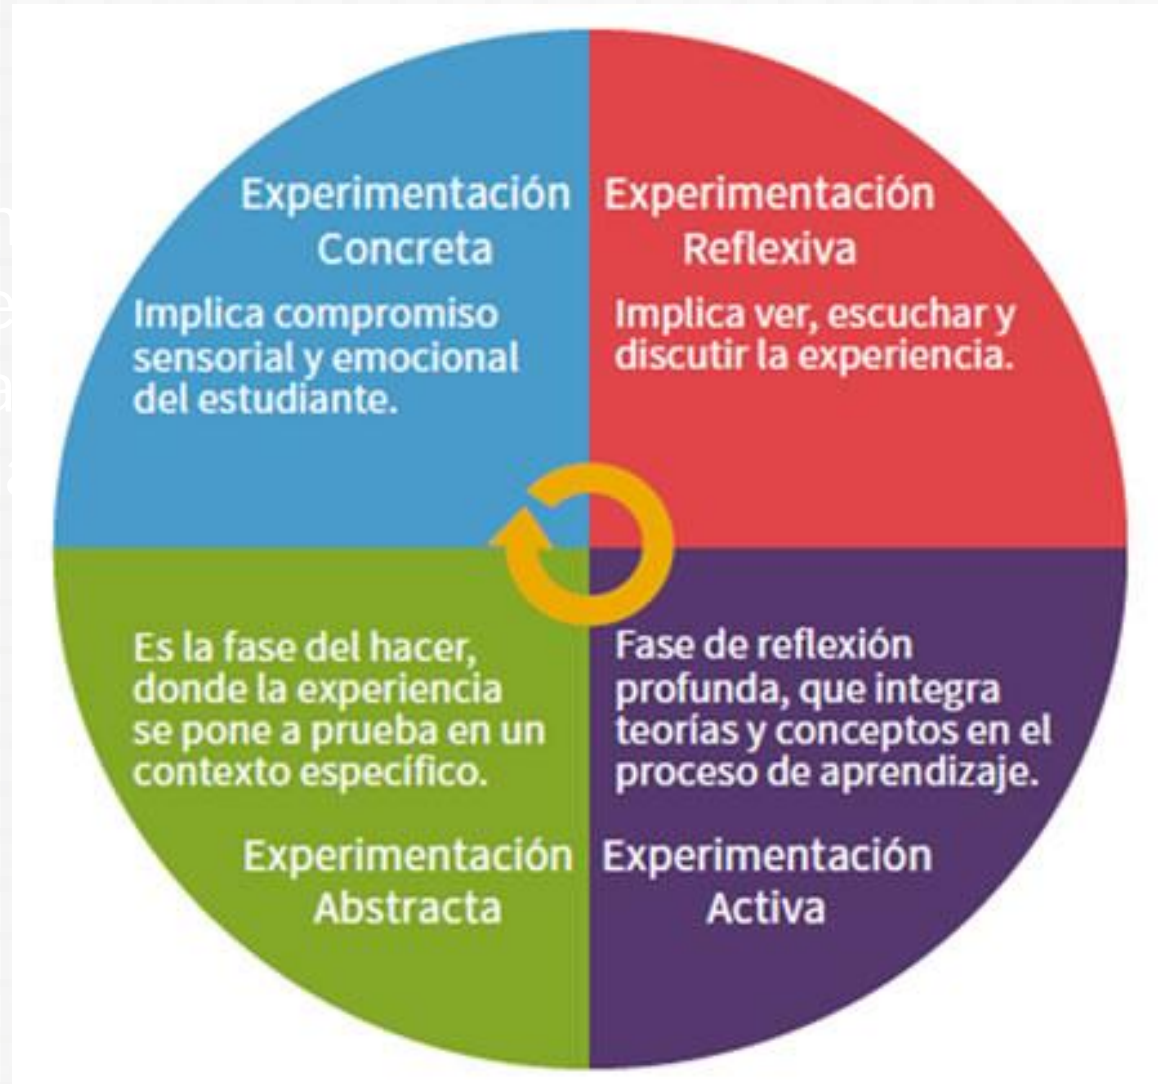 Experimentación
Concreta
Implica compromiso
sensorial y emocional
del estudiante.
Experimentación
Reflexiva
Implica ver, escuchar y
discutir la experiencia.
Es la fase del hacer,
donde la experiencia
se pone a prueba en un
contexto específico.
Experimentación
Abstracta
Fase de reflexión
profunda, que integra
teorías y conceptos en el
proceso de aprendizaje.
Experimentación
Activa